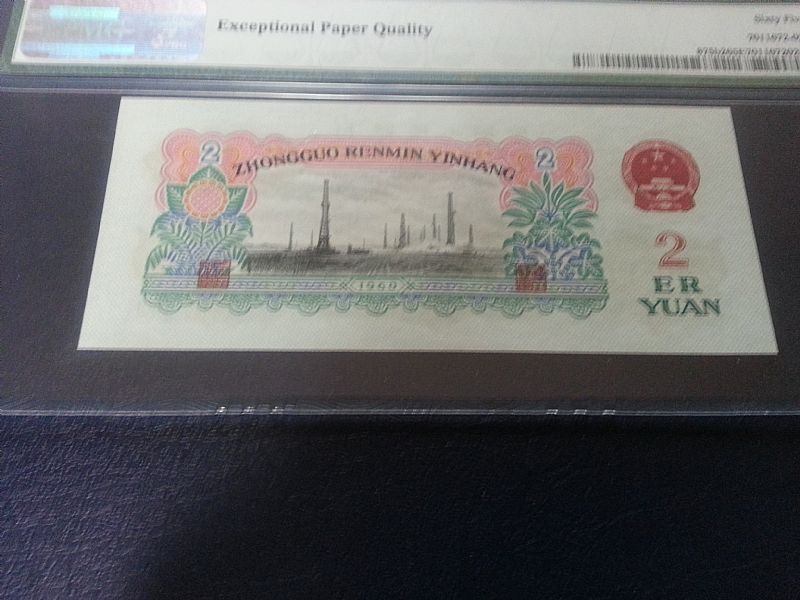 Exceptional Paper Quality
2
2
ZHONGGUO RENMIN YINHANG
1960
2
ER
YUAN